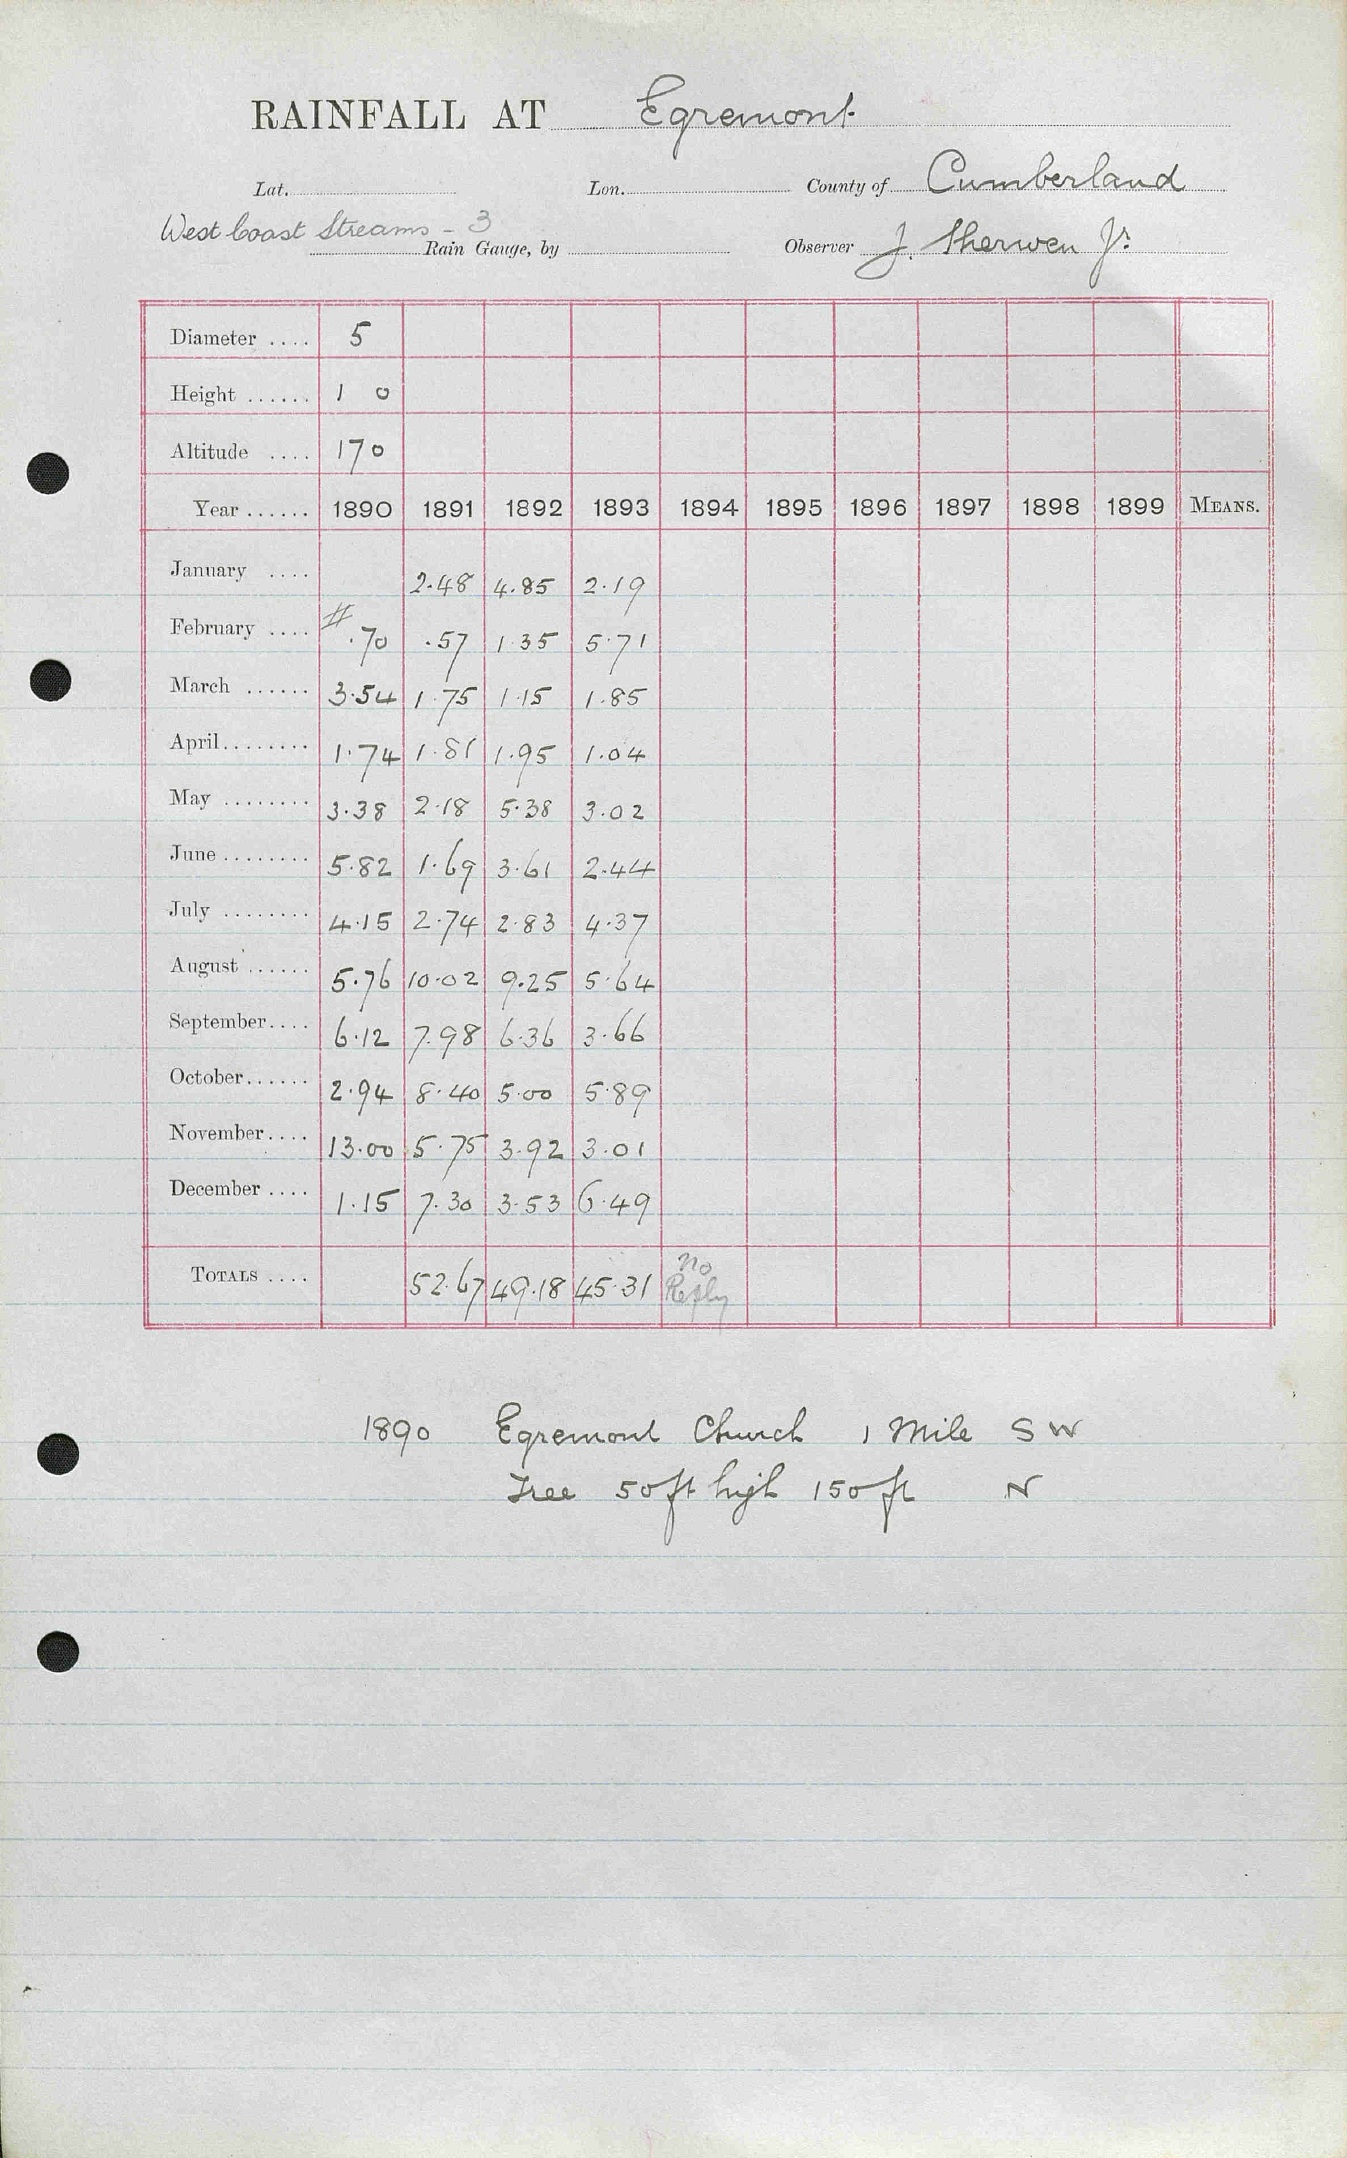 RAINFALL AT Egremont
Lat. Lon. County of Cumberland
West Coast Streams - 3
Rain Gauge, by Observer J. Sherwen Jr.
Diameter .... 5
Height ...... 1 0
Altitude .... 170
Year ...... 1890 1891 1892 1893 1894 1895 1896 1897 1898 1899 MEANS.
January .... 2.48 4.85 2.19
February .... # .70 .57 1.35 5.71
March ...... 3.54 1.75 1.15 1.85
April........ 1.74 1.81 1.95 1.04
May ........ 3.38 2.18 5.38 3.02
June ........ 5.82 1.69 3.61 2.44
July ........ 4.15 2.74 2.83 4.37
August ...... 5.76 10.02 9.25 5.64
September.... 6.12 7.98 6.36 3.66
October...... 2.94 8.40 5.00 5.89
November.... 13.00 5.75 3.92 3.01
December .... 1.15 7.30 3.53 6.49
TOTALS .... 52.67 49.18 45.31 No Reply
1890 Egremont Church 1 Mile SW
Tree 50 ft high 150 ft N